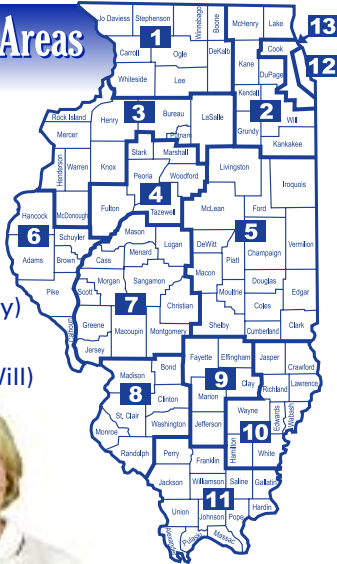 Areas
Jo Daviess
Stephenson
Winnebago
Boone
McHenry
Lake
13
1
Carroll
Ogle
DeKalb
Kane
Cook
12
DuPage
Whiteside
Lee
Kendall
2
Will
Grundy
Kankakee
Rock Island
Henry
3
Bureau
LaSalle
Putnam
Mercer
Henderson
Warren
Knox
Stark
Marshall
Peoria
Woodford
4
Tazewell
Fulton
Livingston
Iroquois
McLean
Ford
5
Hancock
McDonough
6
Schuyler
Adams
Brown
Pike
Calhoun
Mason
Logan
Menard
Cass
DeWitt
Piatt
Champaign
Vermilion
Macon
Morgan
Sangamon
Scott
7
Christian
Moultrie
Douglas
Coles
Edgar
Greene
Macoupin
Montgomery
Shelby
Cumberland
Clark
Jersey
y)
Will)
Fayette
Effingham
Jasper
Crawford
9
Clay
Richland
Lawrence
Madison
Bond
8
Clinton
Marion
St. Clair
Washington
Jefferson
Wayne
Edwards
Wabash
10
Hamilton
White
Monroe
Randolph
Perry
Franklin
Jackson
Williamson
Saline
Gallatin
11
Union
Johnson
Pope
Hardin
Alexander
Pulaski
Massac